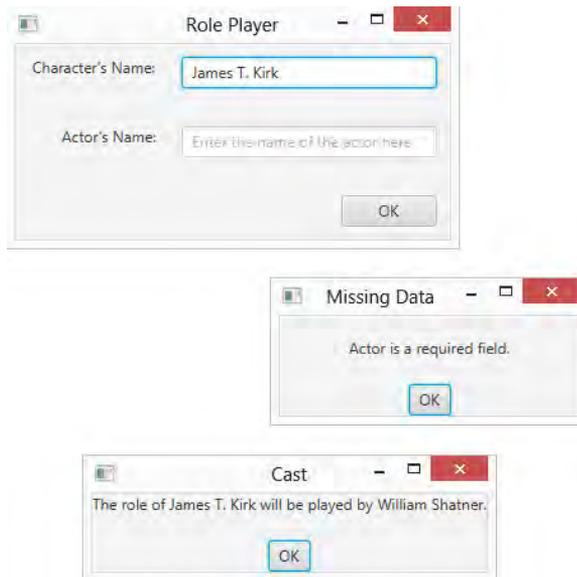 Role Player
Character's Name: James T. Kirk
Actor's Name: Enter the name of the actor here
OK
Missing Data
Actor is a required field.
OK
Cast
The role of James T. Kirk will be played by William Shatner.
OK